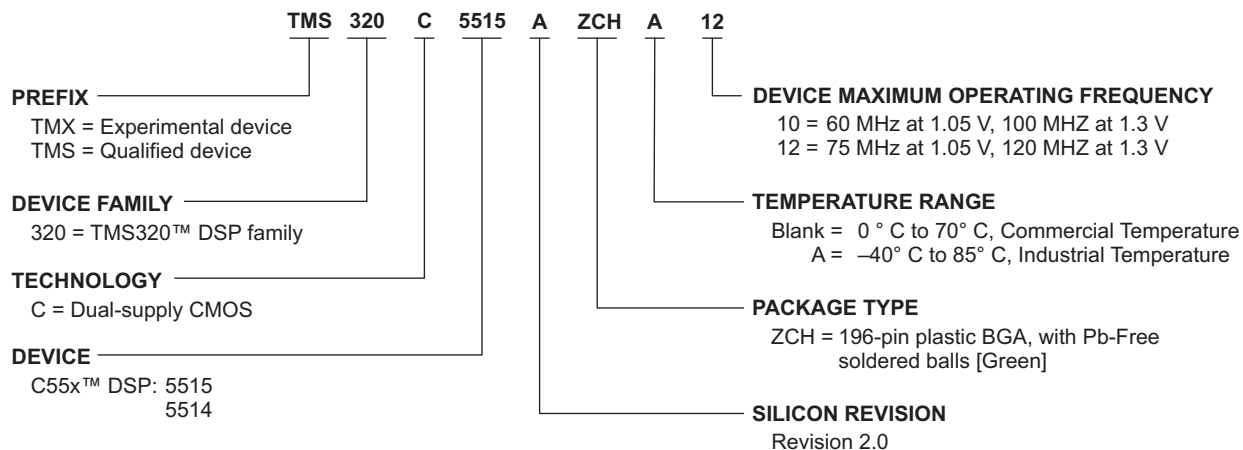 TMS 320 C 5515 A ZCH A 12
PREFIX
TMX = Experimental device
TMS = Qualified device
DEVICE FAMILY
320 = TMS320™ DSP family
TECHNOLOGY
C = Dual-supply CMOS
DEVICE
C55x™ DSP: 5515
5514
DEVICE MAXIMUM OPERATING FREQUENCY
10 = 60 MHz at 1.05 V, 100 MHZ at 1.3 V
12 = 75 MHz at 1.05 V, 120 MHZ at 1.3 V
TEMPERATURE RANGE
Blank = 0 ° C to 70° C, Commercial Temperature
A = –40° C to 85° C, Industrial Temperature
PACKAGE TYPE
ZCH = 196-pin plastic BGA, with Pb-Free
soldered balls [Green]
SILICON REVISION
Revision 2.0